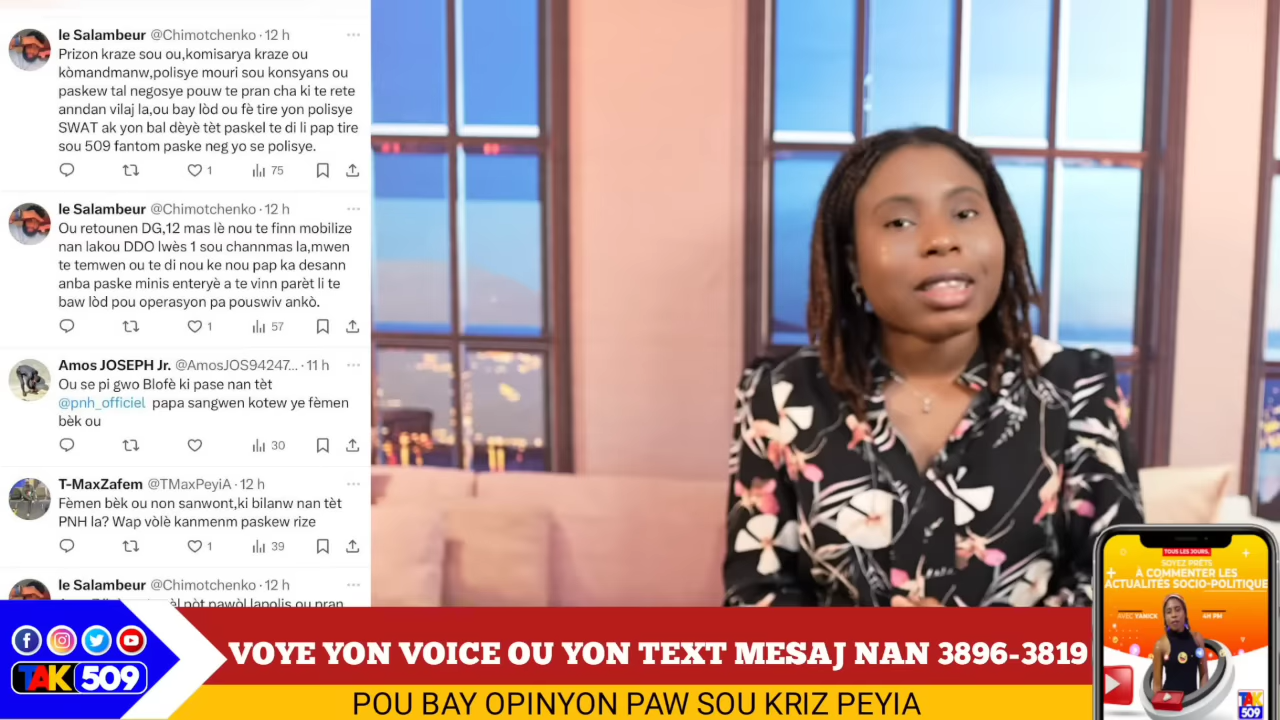 le Salambeur @Chimotchenko · 12 h
Prizon kraze sou ou,komisarya kraze ou
kòmandmanw,polisye mouri sou konsyans ou
paskew tal negosye pouw te pran cha ki te rete
anndan vilaj la,ou bay lòd ou fè tire yon polisye
SWAT ak yon bal dèyè tèt paskel te di li pap tire
sou 509 fantom paske neg yo se polisye.
1 75
le Salambeur @Chimotchenko · 12 h
Ou retounen DG,12 mas lè nou te finn mobilize
nan lakou DDO lwès 1 sou channmas la,mwen
te temwen ou te di nou ke nou pap ka desann
anba paske minis enteryè a te vinn parèt li te
baw lòd pou operasyon pa pouswiv ankò.
1 57
Amos JOSEPH Jr. @AmosJOS94247... · 11 h
Ou se pi gwo Blofè ki pase nan tèt
@pnh_officiel papa sangwen kotew ye fèmen
bèk ou
30
T-MaxZafem @TMaxPeyiA · 12 h
Fèmen bèk ou non sanwont,ki bilanw nan tèt
PNH la? Wap vòlè kanmenm paskew rize
1 39
le Salambeur @Chimotchenko · 12 h
pòt pawòl lapolis ou pran
TAK 509
VOYE YON VOICE OU YON TEXT MESAJ NAN 3896-3819
POU BAY OPINYON PAW SOU KRIZ PEYIA
TOUS LES JOURS,
SOYEZ PRÊTS
À COMMENTER LES
ACTUALITÉS SOCIO-POLITIQUE
AVEC YANICK 4H PM
TAK
509